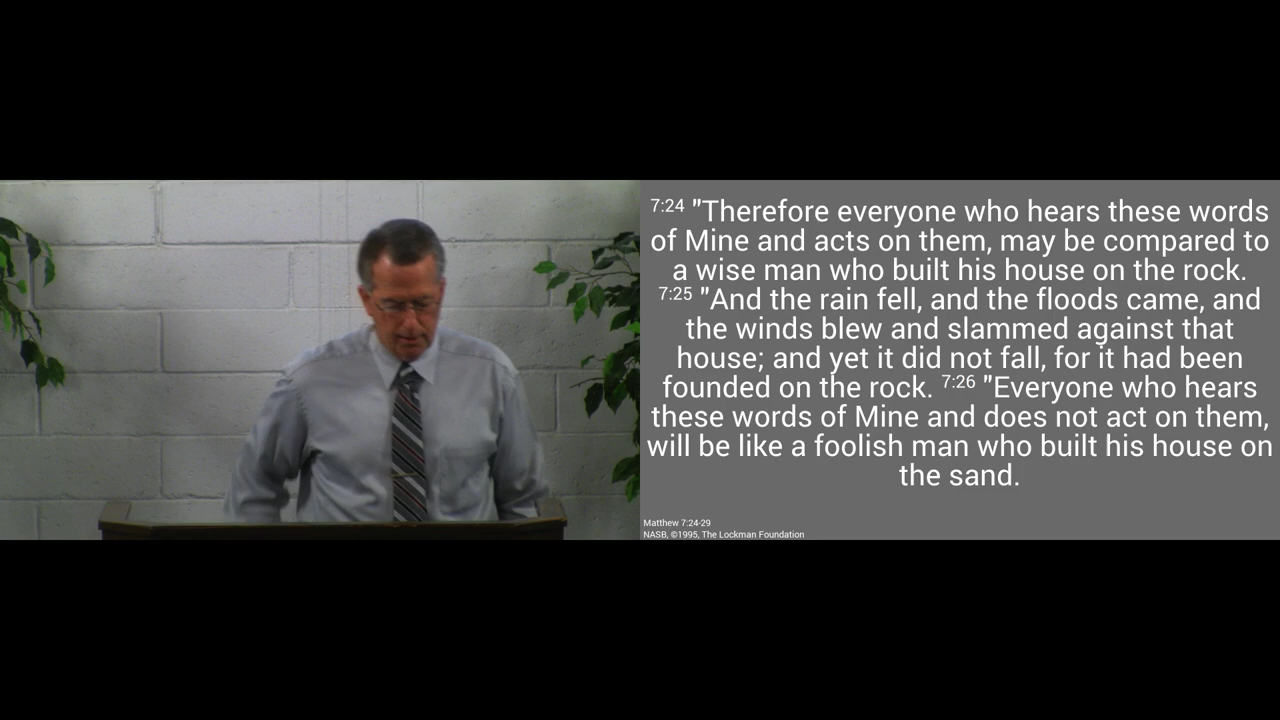 7:24 "Therefore everyone who hears these words
of Mine and acts on them, may be compared to
a wise man who built his house on the rock.
7:25 "And the rain fell, and the floods came, and
the winds blew and slammed against that
house; and yet it did not fall, for it had been
founded on the rock. 7:26 "Everyone who hears
these words of Mine and does not act on them,
will be like a foolish man who built his house on
the sand.
Matthew 7:24-29
NASB, ©1995, The Lockman Foundation